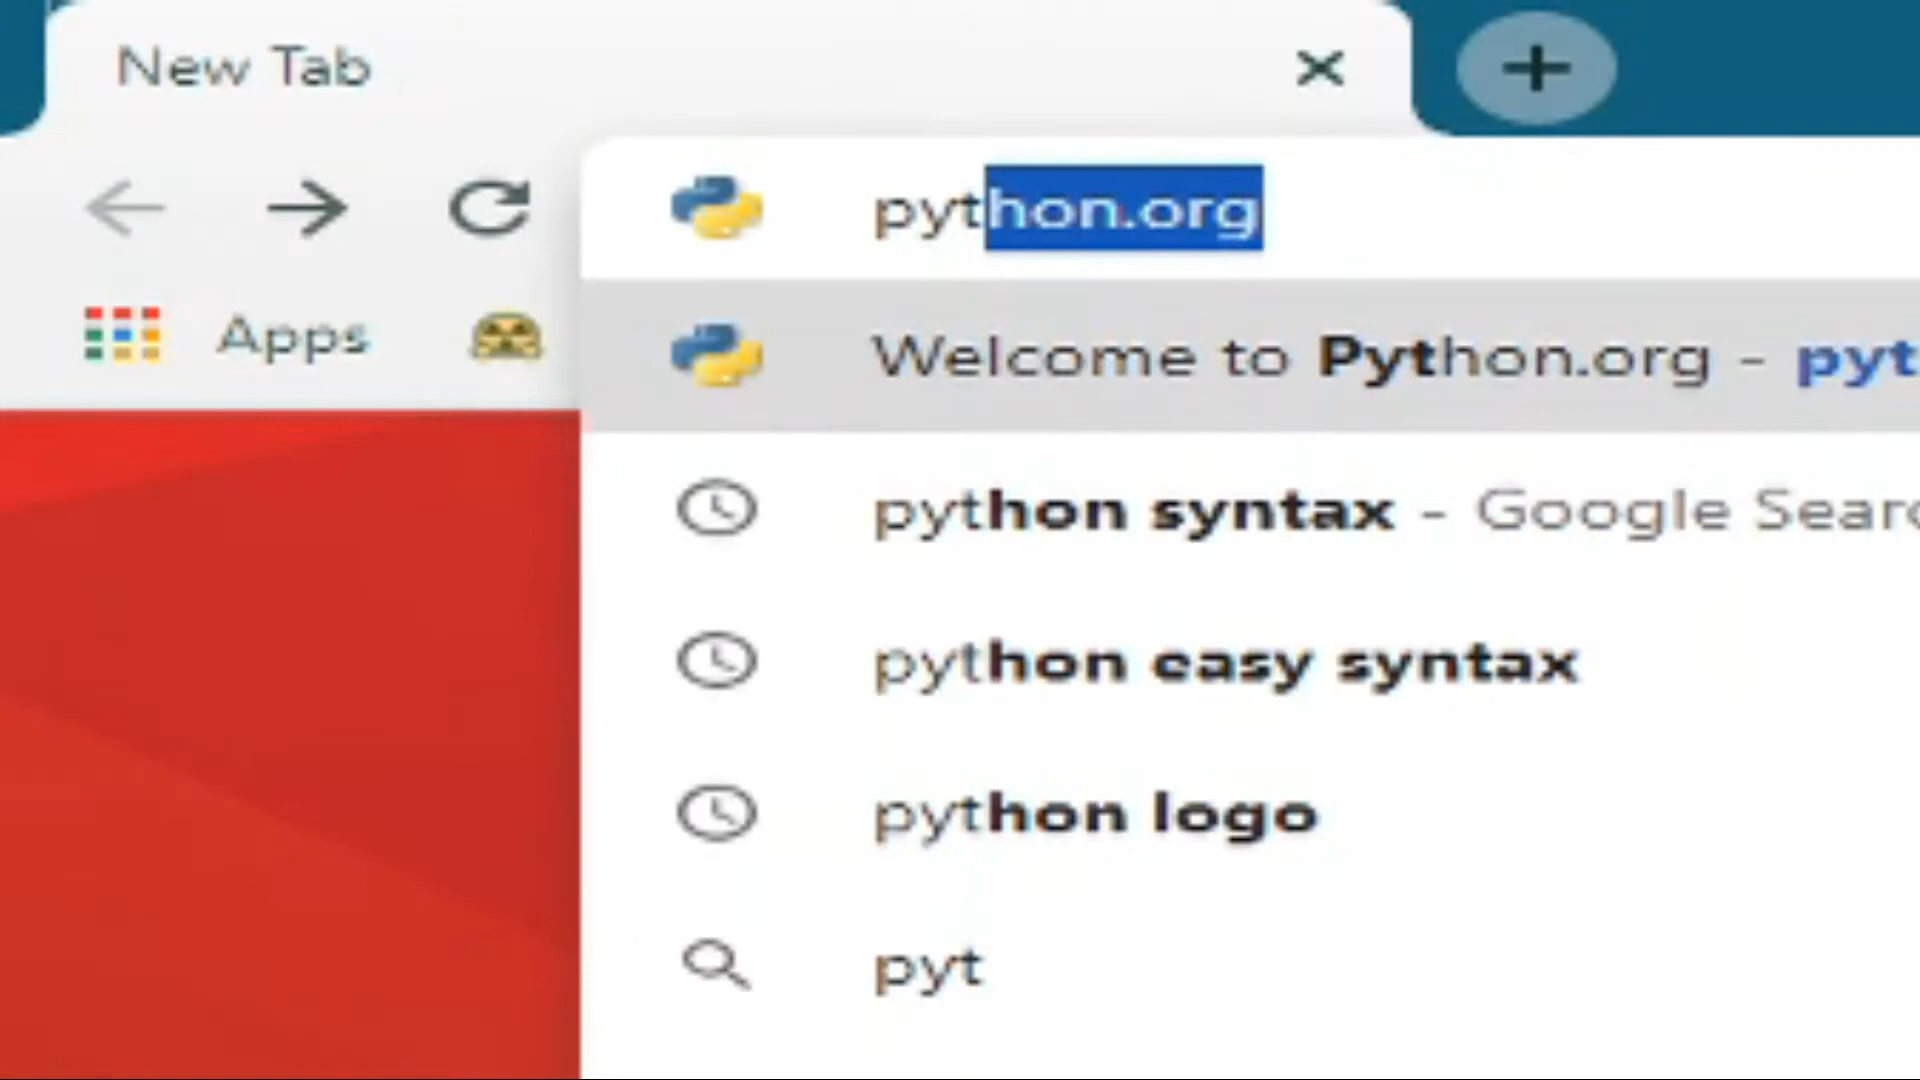 New Tab
python.org
Apps
Welcome to Python.org - pyt
python syntax - Google Sear
python easy syntax
python logo
pyt